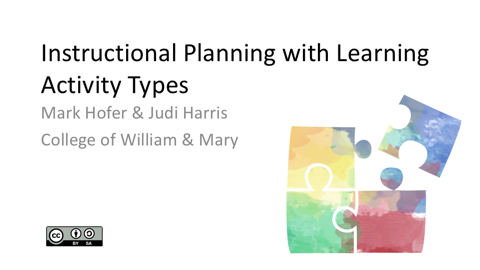 Instructional Planning with Learning
Activity Types
Mark Hofer & Judi Harris
College of William & Mary
cc
BY SA